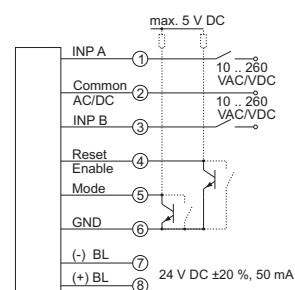 max. 5 V DC
INP A
1
10 .. 260
VAC/VDC
Common
AC/DC
2
10 .. 260
VAC/VDC
INP B
3
Reset
Enable
4
Mode
5
GND
6
(-) BL
7
24 V DC ±20 %, 50 mA
(+) BL
8